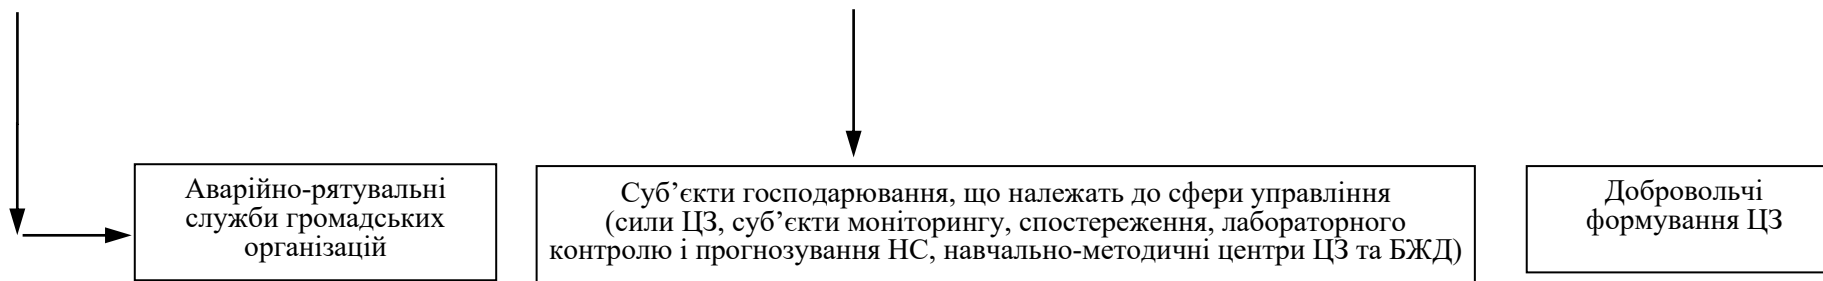 Аварійно-рятувальні
служби громадських
організацій
Суб’єкти господарювання, що належать до сфери управління
(сили ЦЗ, суб’єкти моніторингу, спостереження, лабораторного
контролю і прогнозування НС, навчально-методичні центри ЦЗ та БЖД)
Добровольчі
формування ЦЗ